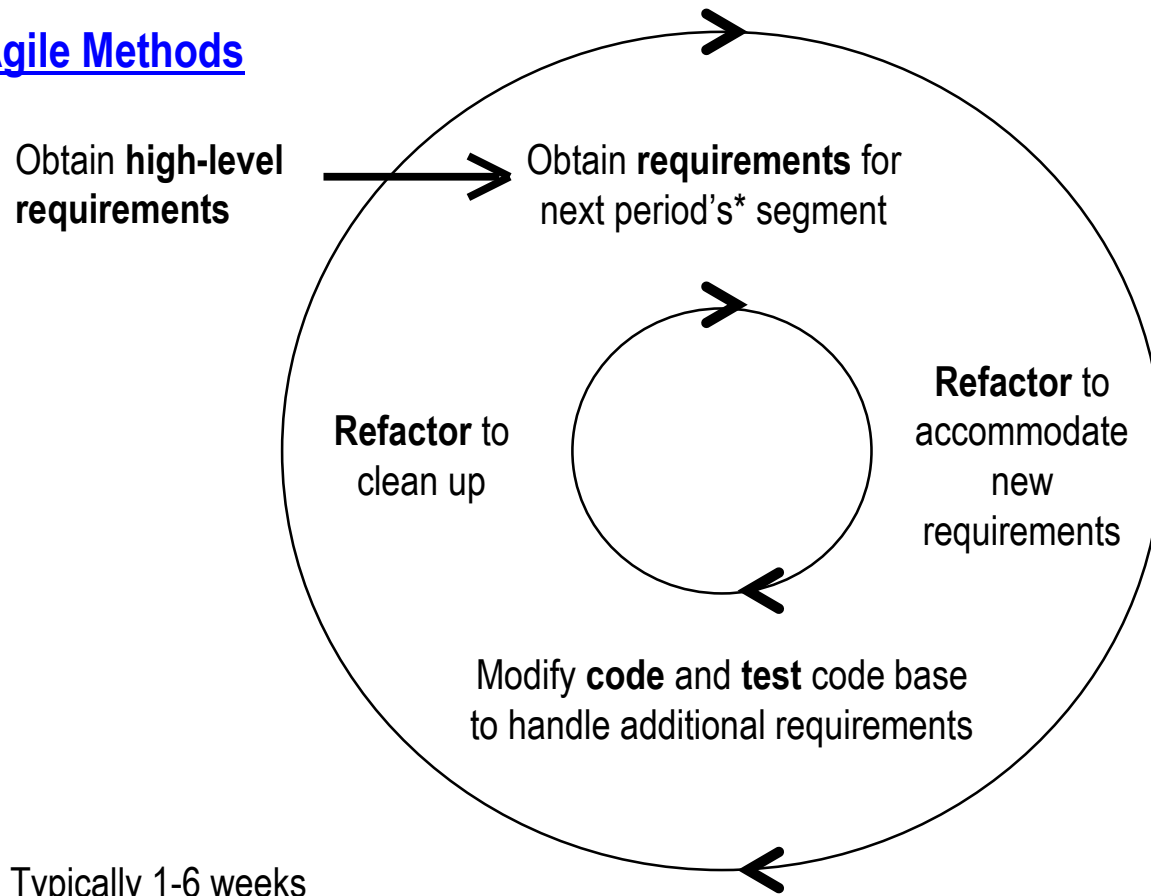 Agile Methods
Obtain high-level
requirements
Obtain requirements for
next period's* segment
Refactor to
accommodate
new
requirements
Refactor to
clean up
Modify code and test code base
to handle additional requirements
Typically 1-6 weeks